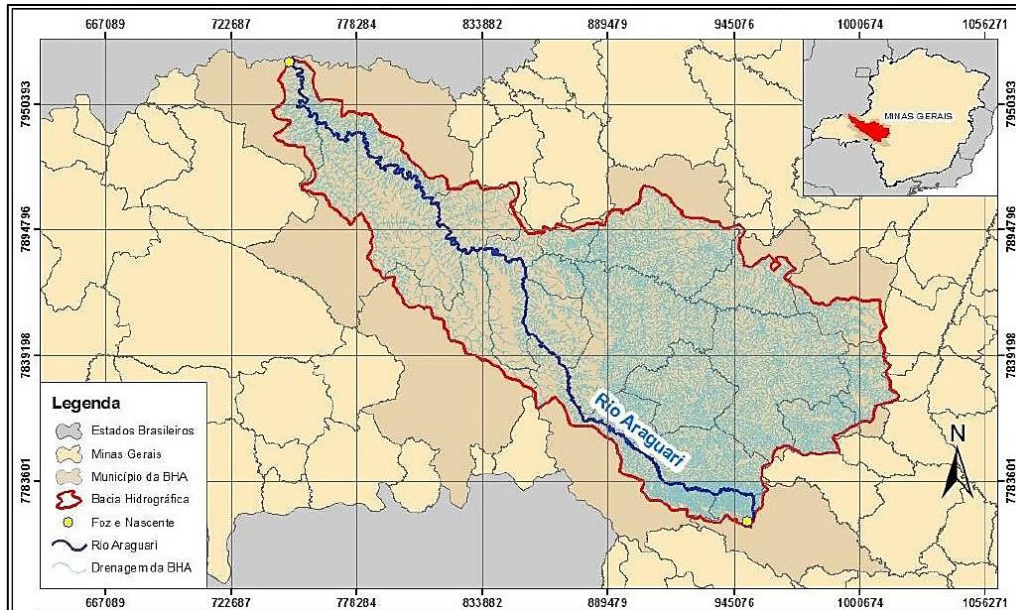 667089 722687 778284 833882 889479 945076 1000674 1056271
7950393
7950393
MINAS GERAIS
7894796
7894796
7839198
7839198
Rio Araguari
7783601
7783601
N
Legenda
Estados Brasileiros
Minas Gerais
Município da BHA
Bacia Hidrográfica
Foz e Nascente
Rio Araguari
Drenagem da BHA
667089 722687 778284 833882 889479 945076 1000674 1056271